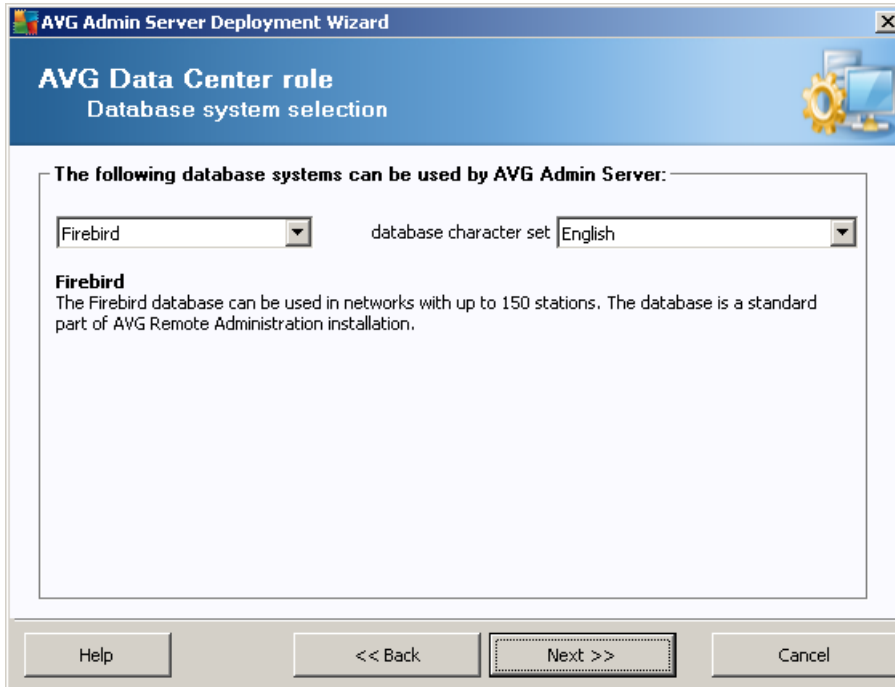 AVG Admin Server Deployment Wizard
AVG Data Center role
Database system selection
The following database systems can be used by AVG Admin Server:
Firebird
database character set English
Firebird
The Firebird database can be used in networks with up to 150 stations. The database is a standard
part of AVG Remote Administration installation.
Help
<< Back
Next >>
Cancel